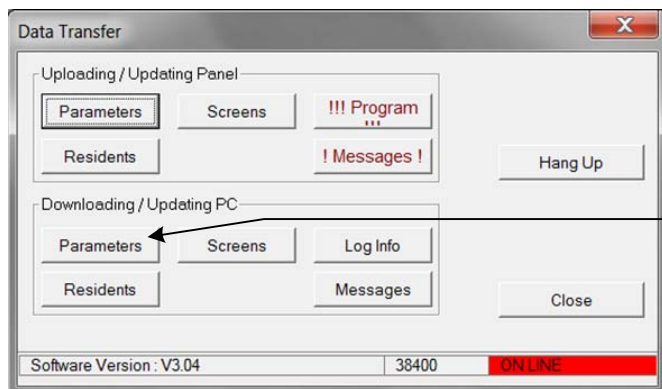 Data Transfer
X
Uploading / Updating Panel
Parameters
Screens
!!! Program
!!!
Residents
! Messages !
Hang Up
Downloading / Updating PC
Parameters
Screens
Log Info
Residents
Messages
Close
Software Version : V3.04
38400
ON LINE